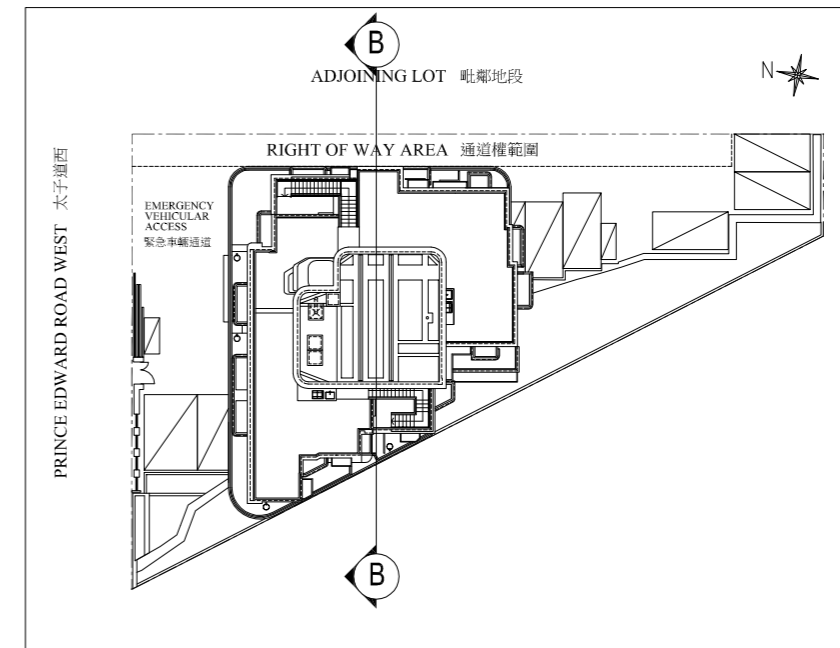 B
ADJOINING LOT 毗鄰地段
N
RIGHT OF WAY AREA 通道權範圍
EMERGENCY
VEHICULAR
ACCESS
緊急車輛通道
PRINCE EDWARD ROAD WEST 太子道西
B